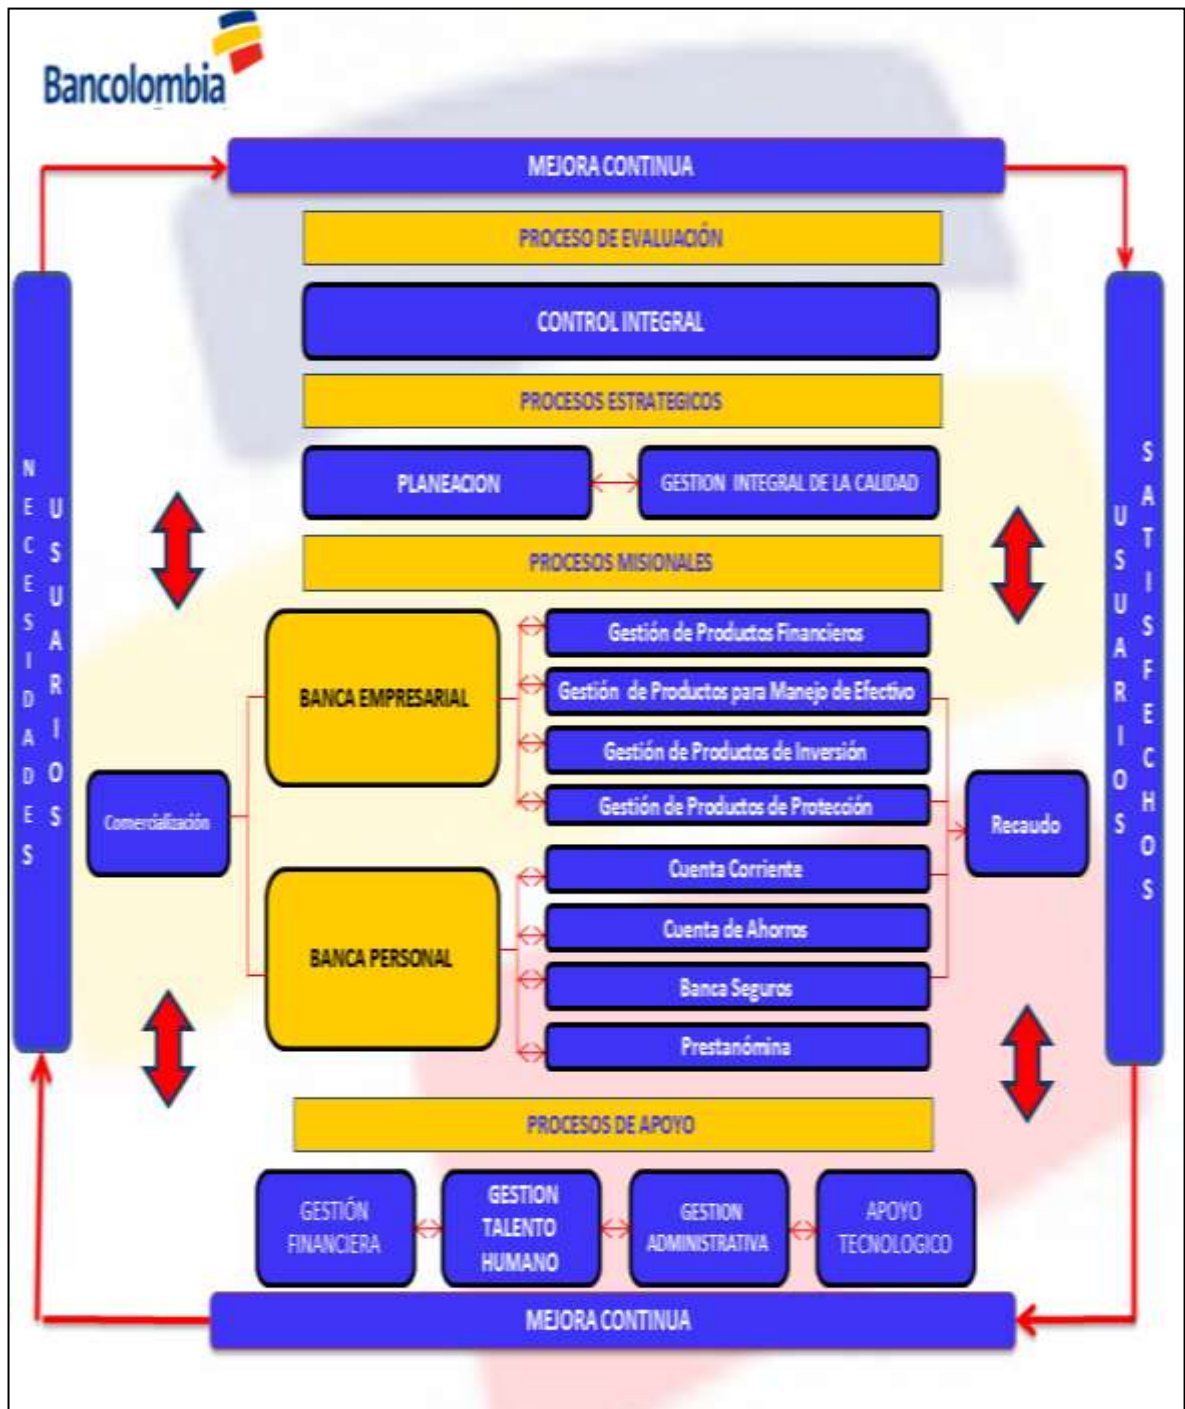 Bancolombia
MEJORA CONTINUA
PROCESO DE EVALUACIÓN
CONTROL INTEGRAL
PROCESOS ESTRATEGICOS
PLANEACION
GESTION INTEGRAL DE LA CALIDAD
PROCESOS MISIONALES
NECESIDADES
USUARIOS
Comercialización
BANCA EMPRESARIAL
Gestión de Productos Financieros
Gestión de Productos para Manejo de Efectivo
Gestión de Productos de Inversión
Gestión de Productos de Protección
BANCA PERSONAL
Cuenta Corriente
Cuenta de Ahorros
Banca Seguros
Prestanómina
Recaudo
USUARIOS
SATISFECHOS
PROCESOS DE APOYO
GESTIÓN
FINANCIERA
GESTION
TALENTO
HUMANO
GESTION
ADMINISTRATIVA
APOYO
TECNOLOGICO
MEJORA CONTINUA